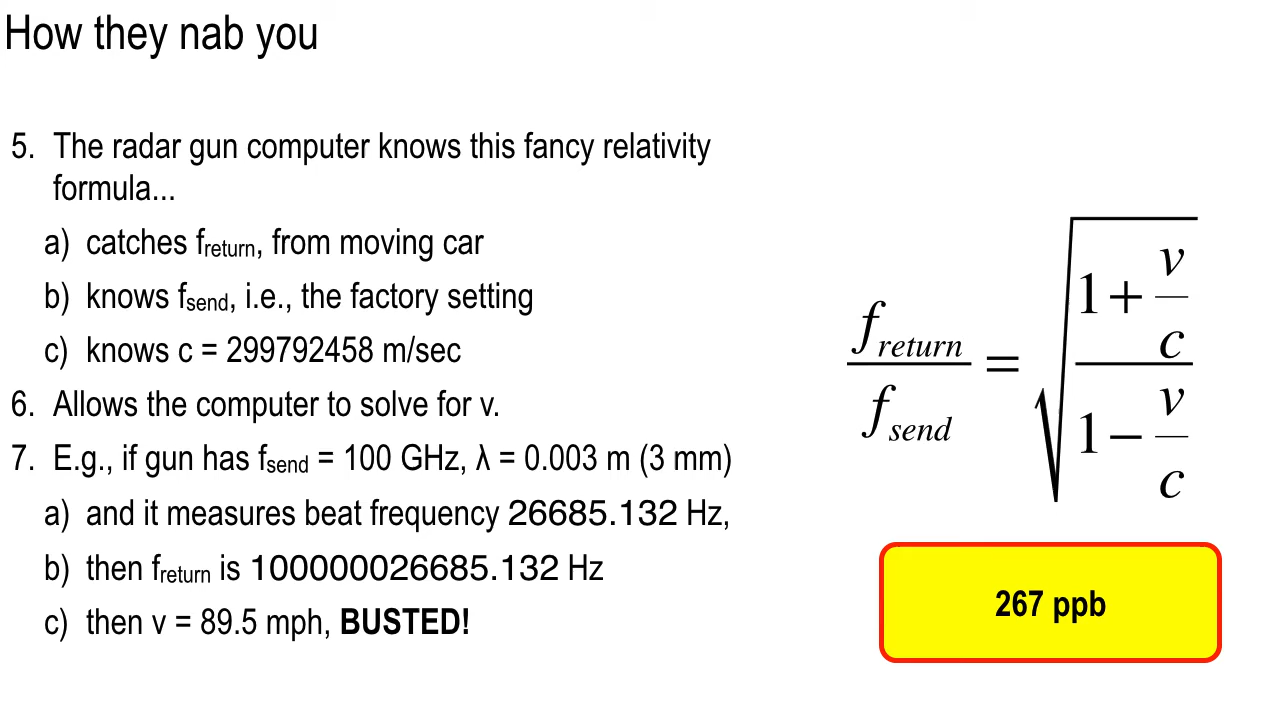 How they nab you
5. The radar gun computer knows this fancy relativity
formula...
a) catches freturn, from moving car
b) knows fsend, i.e., the factory setting
c) knows c = 299792458 m/sec
6. Allows the computer to solve for v.
7. E.g., if gun has fsend = 100 GHz, λ = 0.003 m (3 mm)
a) and it measures beat frequency 26685.132 Hz,
b) then freturn is 100000026685.132 Hz
c) then v = 89.5 mph, BUSTED!
freturn / fsend = √((1 + v/c) / (1 − v/c))
267 ppb